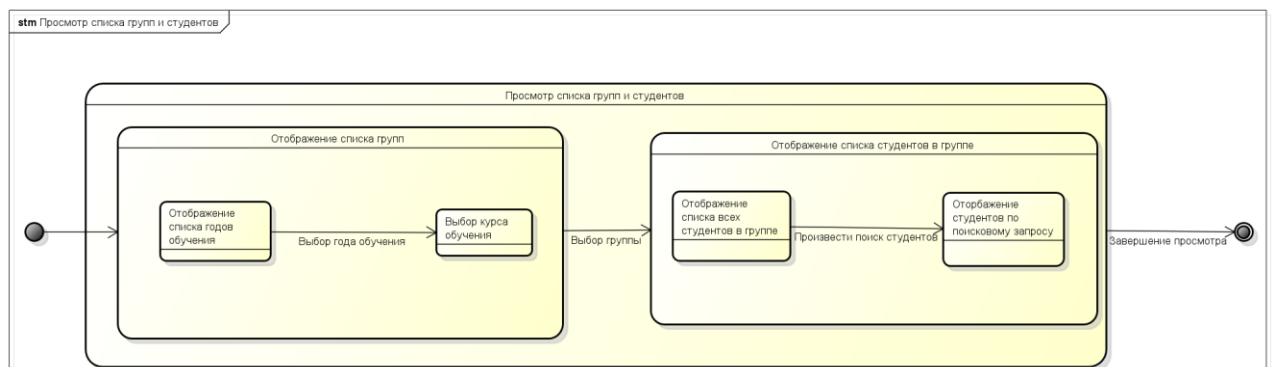 stm Просмотр списка групп и студентов
Просмотр списка групп и студентов
Отображение списка групп
Отображение
списка годов
обучения
Выбор года обучения
Выбор курса
обучения
Выбор группы
Отображение списка студентов в группе
Отображение
списка всех
студентов в группе
Произвести поиск студентов
Оторбажение
студентов по
поисковому запросу
Завершение просмотра